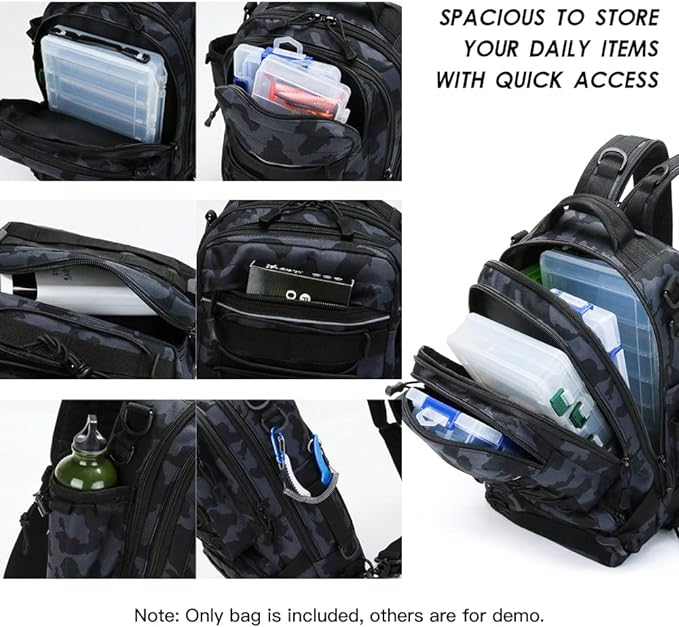 SPACIOUS TO STORE
YOUR DAILY ITEMS
WITH QUICK ACCESS
Note: Only bag is included, others are for demo.